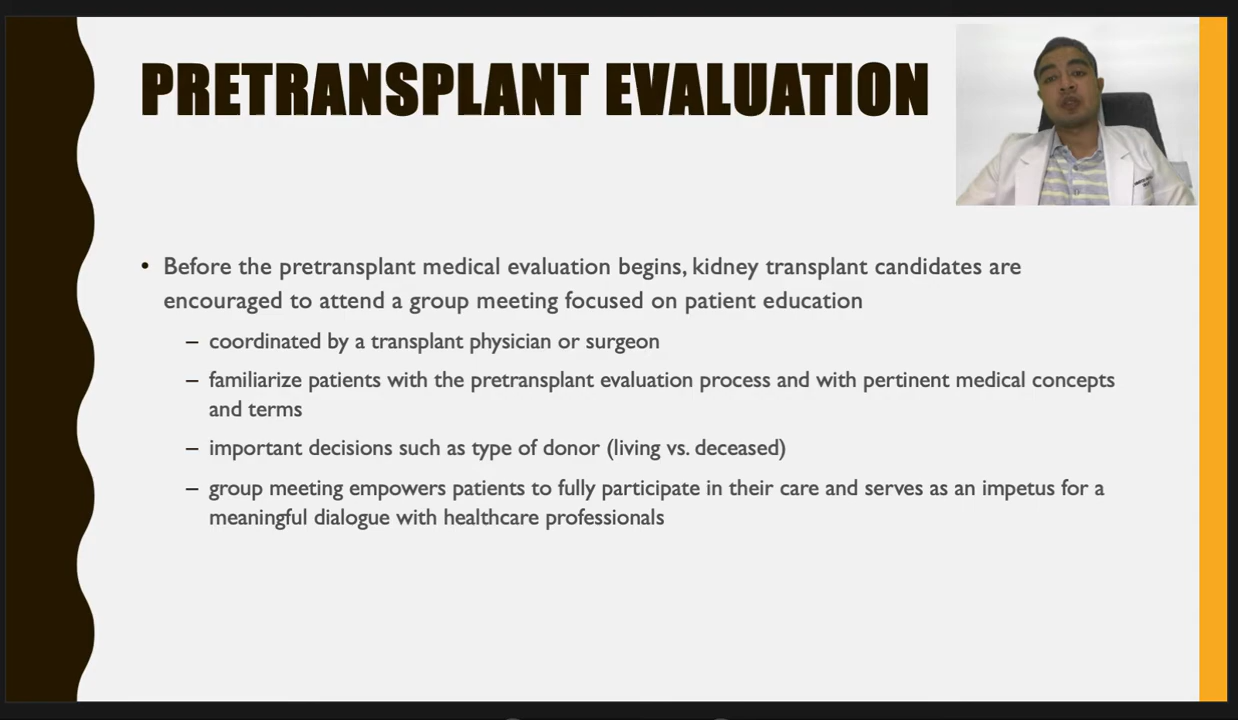 PRETRANSPLANT EVALUATION
• Before the pretransplant medical evaluation begins, kidney transplant candidates are
encouraged to attend a group meeting focused on patient education
– coordinated by a transplant physician or surgeon
– familiarize patients with the pretransplant evaluation process and with pertinent medical concepts
and terms
– important decisions such as type of donor (living vs. deceased)
– group meeting empowers patients to fully participate in their care and serves as an impetus for a
meaningful dialogue with healthcare professionals